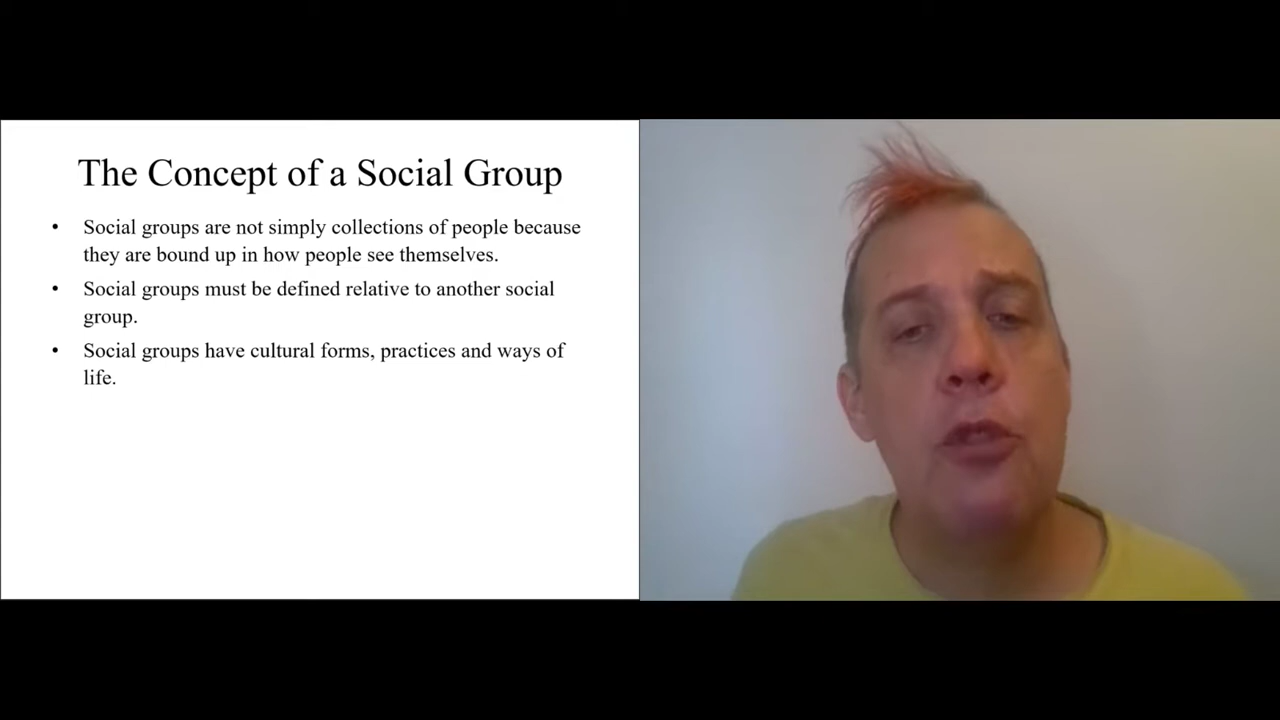 The Concept of a Social Group
• Social groups are not simply collections of people because
they are bound up in how people see themselves.
• Social groups must be defined relative to another social
group.
• Social groups have cultural forms, practices and ways of
life.